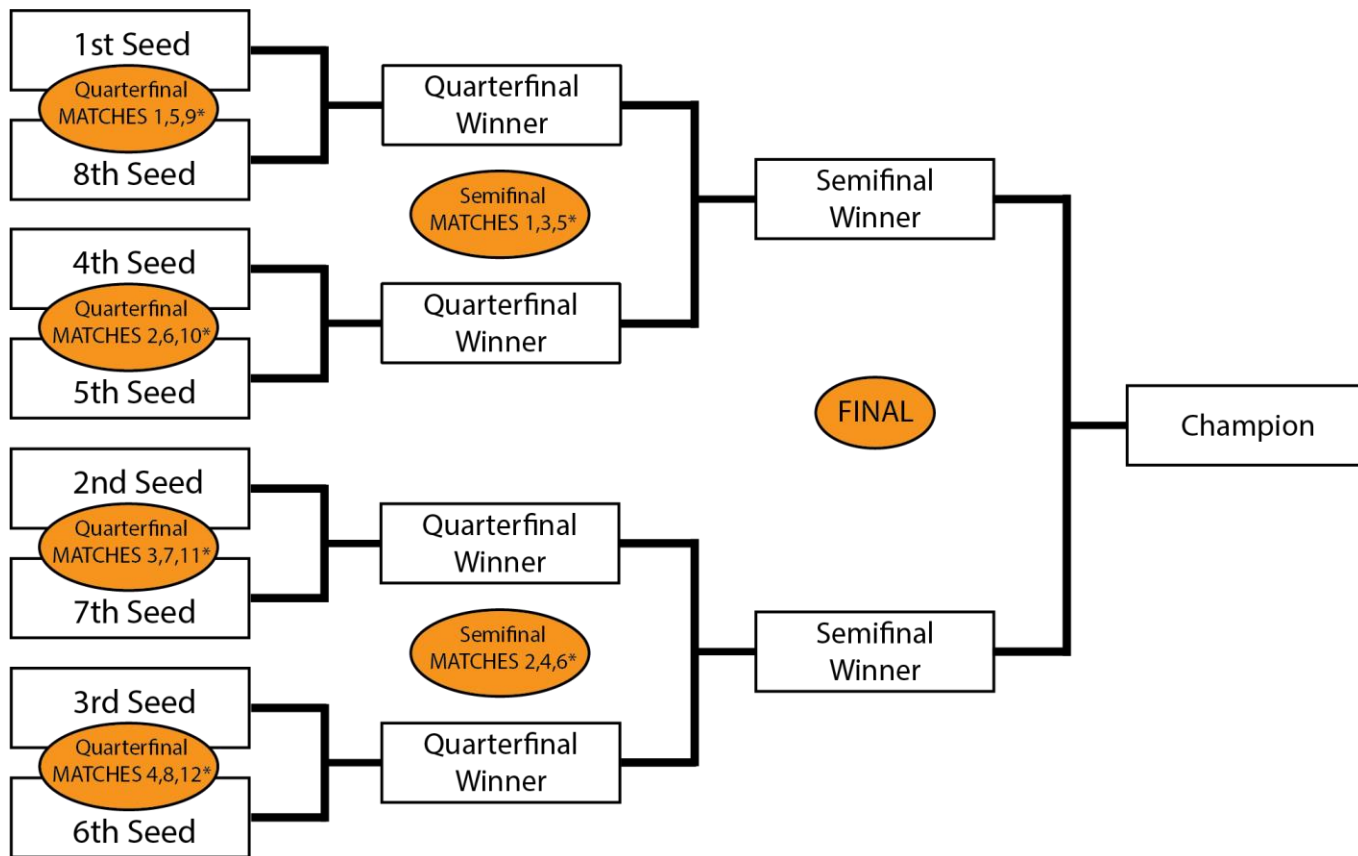 1st Seed
Quarterfinal
MATCHES 1,5,9*
8th Seed
4th Seed
Quarterfinal
MATCHES 2,6,10*
5th Seed
2nd Seed
Quarterfinal
MATCHES 3,7,11*
7th Seed
3rd Seed
Quarterfinal
MATCHES 4,8,12*
6th Seed
Quarterfinal
Winner
Semifinal
MATCHES 1,3,5*
Quarterfinal
Winner
Quarterfinal
Winner
Semifinal
MATCHES 2,4,6*
Quarterfinal
Winner
Semifinal
Winner
FINAL
Semifinal
Winner
Champion